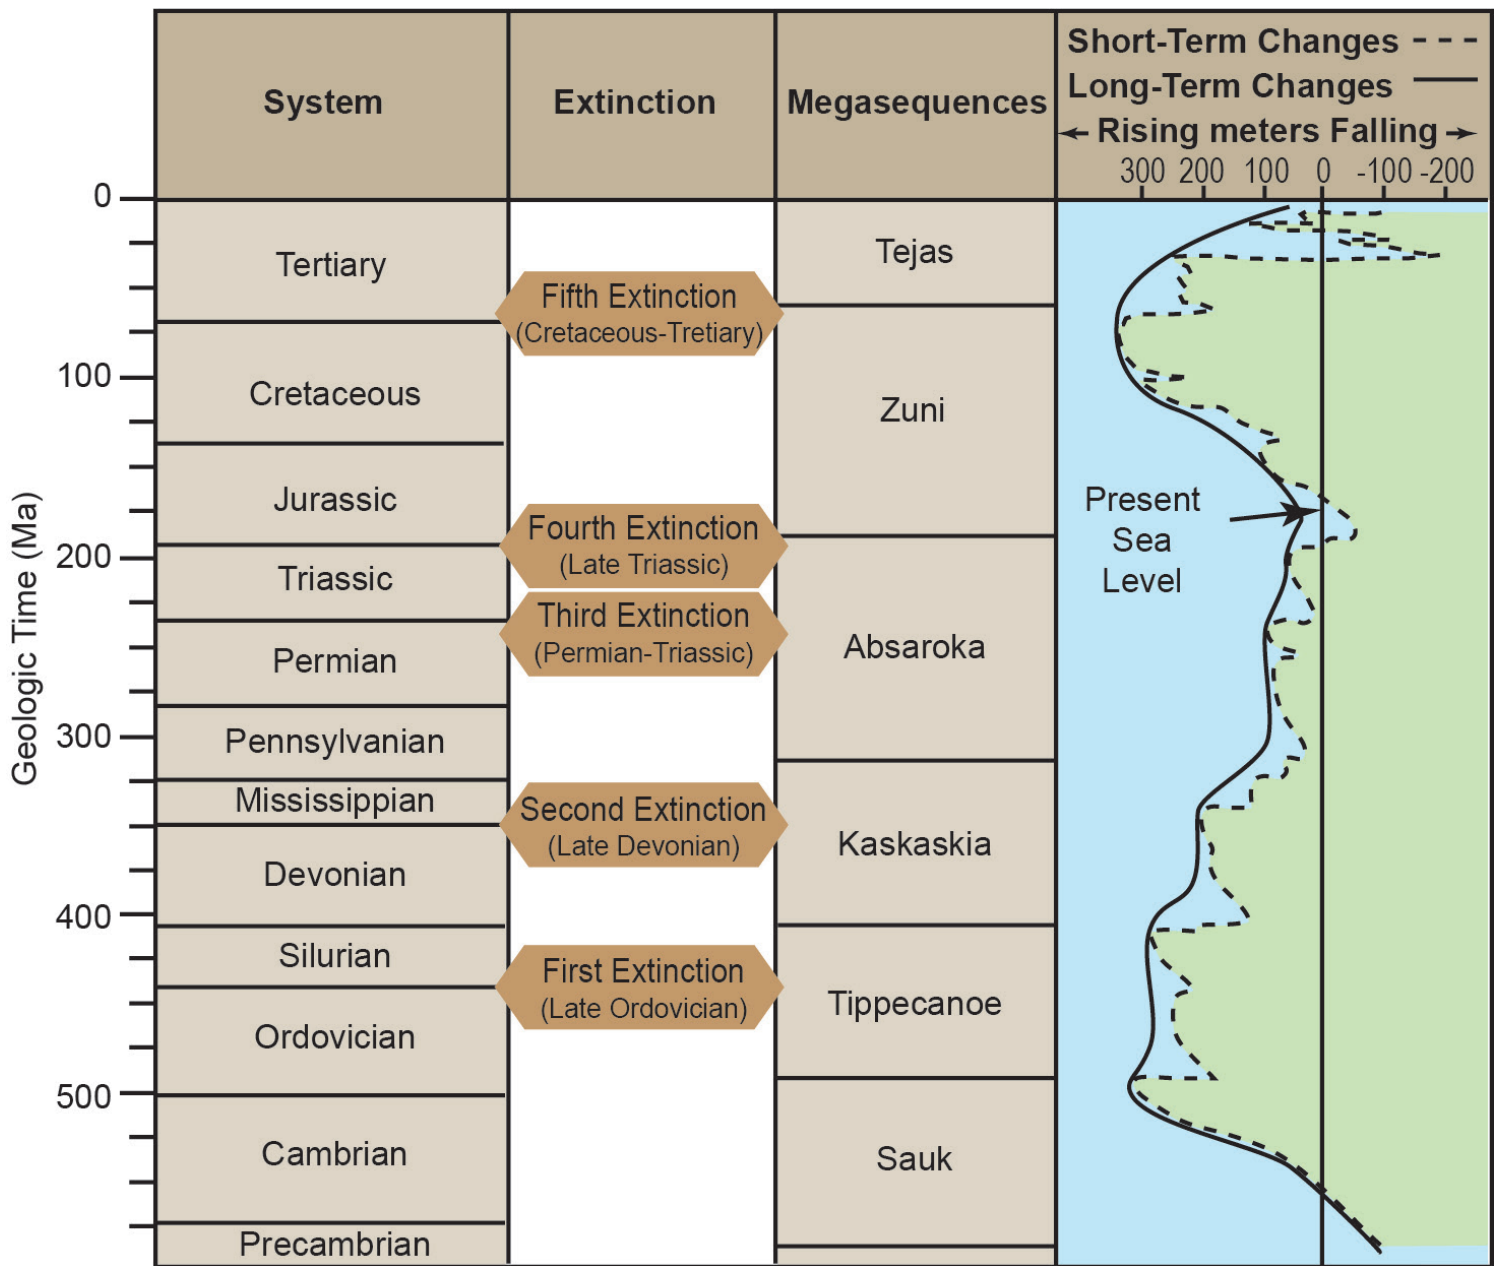 System
Extinction
Megasequences
Short-Term Changes
Long-Term Changes
Rising meters Falling
300 200 100 0 -100 -200
Geologic Time (Ma)
0
100
200
300
400
500
Tertiary
Cretaceous
Jurassic
Triassic
Permian
Pennsylvanian
Mississippian
Devonian
Silurian
Ordovician
Cambrian
Precambrian
Fifth Extinction
(Cretaceous-Tretiary)
Fourth Extinction
(Late Triassic)
Third Extinction
(Permian-Triassic)
Second Extinction
(Late Devonian)
First Extinction
(Late Ordovician)
Tejas
Zuni
Absaroka
Kaskaskia
Tippecanoe
Sauk
Present
Sea
Level